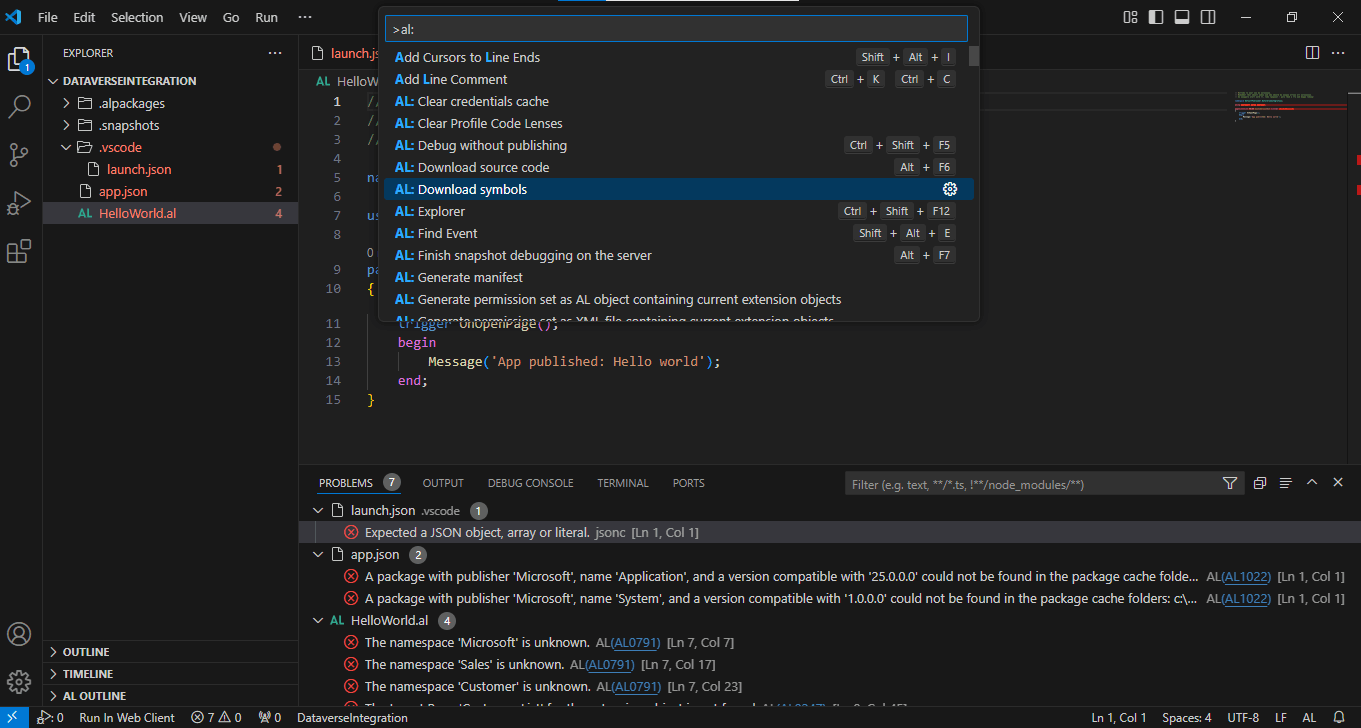 File Edit Selection View Go Run ···
>al:
Add Cursors to Line Ends Shift + Alt + I
Add Line Comment Ctrl + K Ctrl + C
AL: Clear credentials cache
AL: Clear Profile Code Lenses
AL: Debug without publishing Ctrl + Shift + F5
AL: Download source code Alt + F6
AL: Download symbols
AL: Explorer Ctrl + Shift + F12
AL: Find Event Shift + Alt + E
AL: Finish snapshot debugging on the server Alt + F7
AL: Generate manifest
AL: Generate permission set as AL object containing current extension objects
AL: Generate permission set as XML file containing current extension objects
1
EXPLORER ···
DATAVERSEINTEGRATION
.alpackages
.snapshots
.vscode
launch.json 1
app.json 2
AL HelloWorld.al 4
OUTLINE
TIMELINE
AL OUTLINE
launch.js
AL HelloW
1 //
2 //
3 //
4
5 na
6
7 us
8
0
9 pa
10 {
11 trigger OnOpenPage();
12 begin
13 Message('App published: Hello world');
14 end;
15 }
PROBLEMS 7 OUTPUT DEBUG CONSOLE TERMINAL PORTS Filter (e.g. text, **/*.ts, !**/node_modules/**)
launch.json .vscode 1
Expected a JSON object, array or literal. jsonc [Ln 1, Col 1]
app.json 2
A package with publisher 'Microsoft', name 'Application', and a version compatible with '25.0.0.0' could not be found in the package cache folde... AL(AL1022) [Ln 1, Col 1]
A package with publisher 'Microsoft', name 'System', and a version compatible with '1.0.0.0' could not be found in the package cache folders: c:\... AL(AL1022) [Ln 1, Col 1]
AL HelloWorld.al 4
The namespace 'Microsoft' is unknown. AL(AL0791) [Ln 7, Col 7]
The namespace 'Sales' is unknown. AL(AL0791) [Ln 7, Col 17]
The namespace 'Customer' is unknown. AL(AL0791) [Ln 7, Col 23]
0 Run In Web Client 7 0 0 DataverseIntegration Ln 1, Col 1 Spaces: 4 UTF-8 LF AL